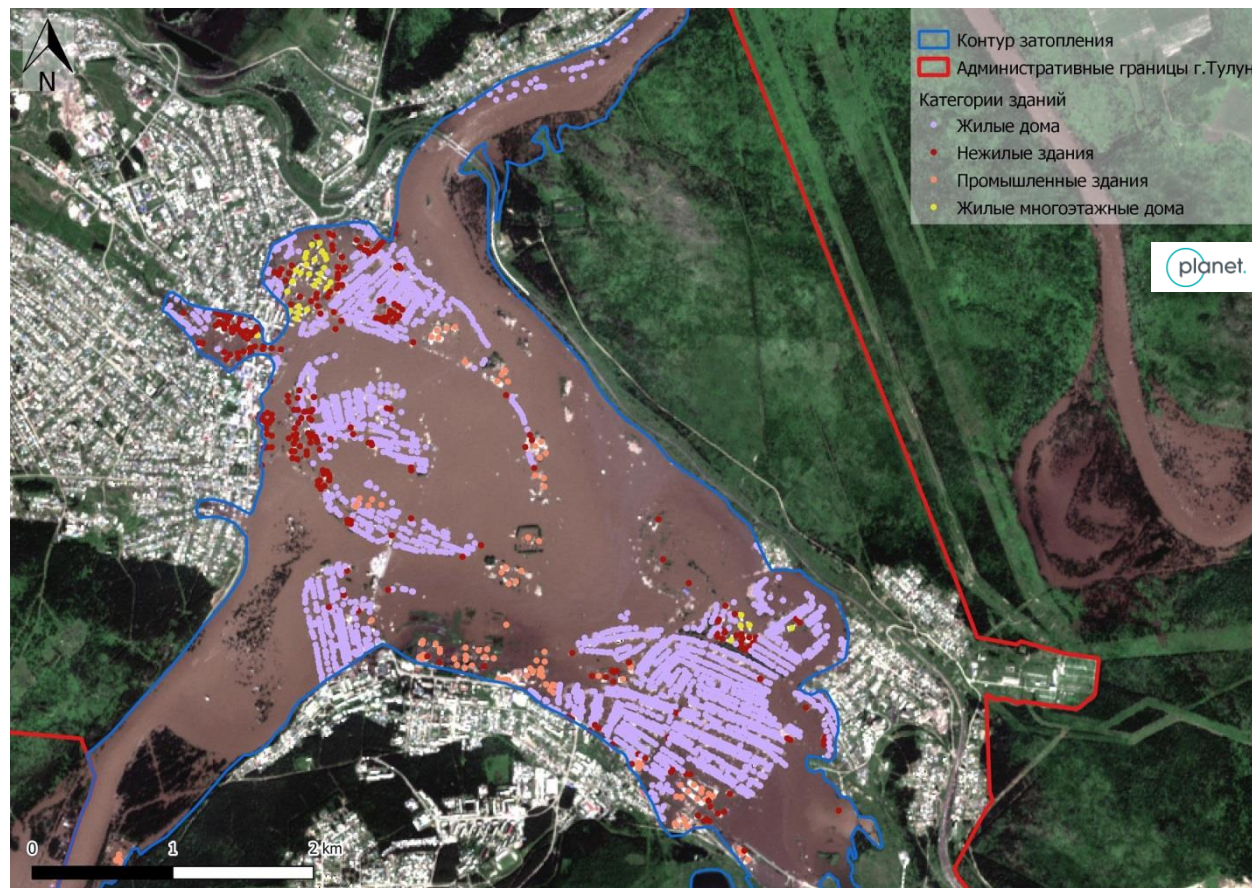 N
Контур затопления
Административные границы г.Тулун
Категории зданий
Жилые дома
Нежилые здания
Промышленные здания
Жилые многоэтажные дома
planet.
0 1 2 km